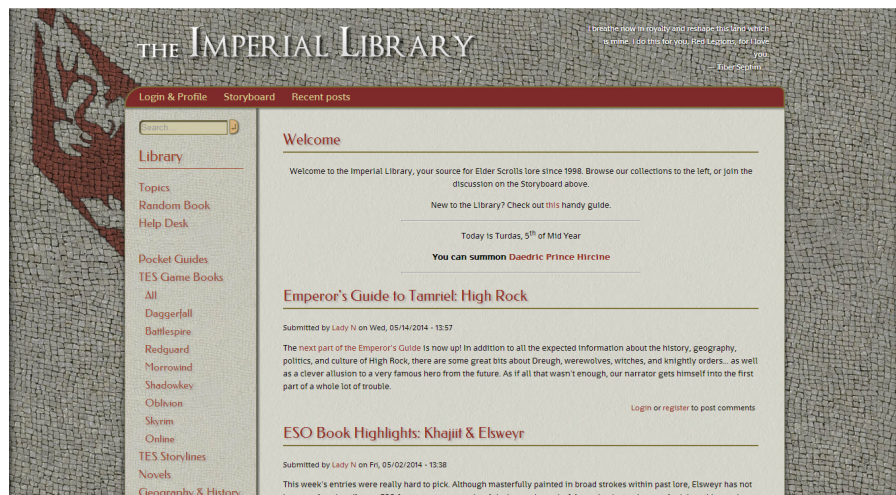 THE IMPERIAL LIBRARY
I breathe now in royalty and reshape this land which
is mine. I do this for you, Red Legions, for I love
you.
— Tiber Septim
Login & Profile Storyboard Recent posts
Search...
Library
Topics
Random Book
Help Desk
Pocket Guides
TES Game Books
All
Daggerfall
Battlespire
Redguard
Morrowind
Shadowkey
Oblivion
Skyrim
Online
TES Storylines
Novels
Geography & History
Welcome
Welcome to the Imperial Library, your source for Elder Scrolls lore since 1998. Browse our collections to the left, or join the
discussion on the Storyboard above.
New to the Library? Check out this handy guide.
Today is Turdas, 5th of Mid Year
You can summon Daedric Prince Hircine
Emperor's Guide to Tamriel: High Rock
Submitted by Lady N on Wed, 05/14/2014 - 13:57
The next part of the Emperor's Guide is now up! In addition to all the expected information about the history, geography,
politics, and culture of High Rock, there are some great bits about Dreugh, werewolves, witches, and knightly orders... as well
as a clever allusion to a very famous hero from the future. As if all that wasn't enough, our narrator gets himself into the first
part of a whole lot of trouble.
Login or register to post comments
ESO Book Highlights: Khajiit & Elsweyr
Submitted by Lady N on Fri, 05/02/2014 - 13:38
This week's entries were really hard to pick. Although masterfully painted in broad strokes within past lore, Elsweyr has not